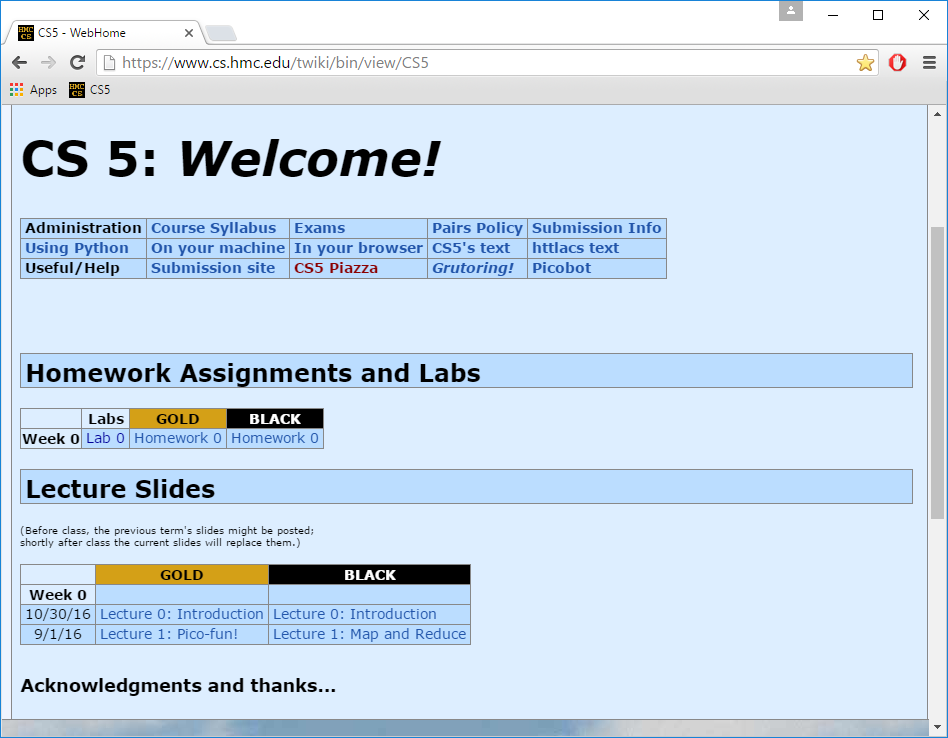 HMC CS CS5 - WebHome
https://www.cs.hmc.edu/twiki/bin/view/CS5
Apps HMC CS CS5
CS 5: Welcome!
Administration Course Syllabus Exams Pairs Policy Submission Info
Using Python On your machine In your browser CS5's text httlacs text
Useful/Help Submission site CS5 Piazza Grutoring! Picobot
Homework Assignments and Labs
Labs GOLD BLACK
Week 0 Lab 0 Homework 0 Homework 0
Lecture Slides
(Before class, the previous term's slides might be posted;
shortly after class the current slides will replace them.)
GOLD BLACK
Week 0
10/30/16 Lecture 0: Introduction Lecture 0: Introduction
9/1/16 Lecture 1: Pico-fun! Lecture 1: Map and Reduce
Acknowledgments and thanks...